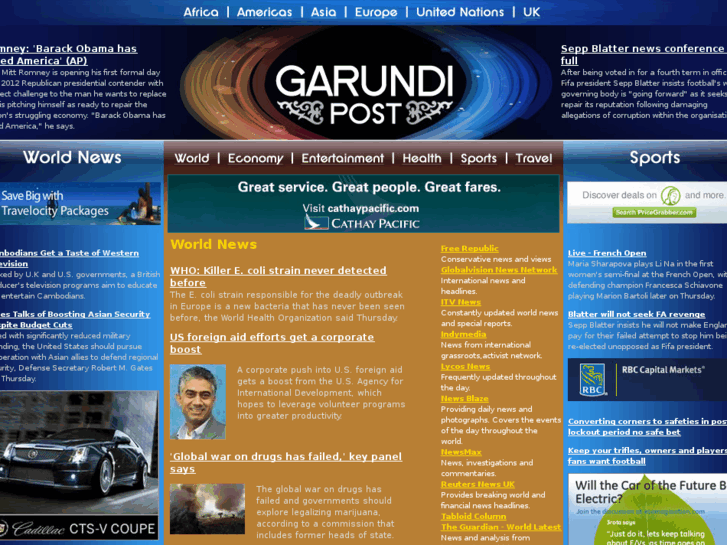 Africa | Americas | Asia | Europe | United Nations | UK
mney: 'Barack Obama has
ed America' (AP)
Mitt Romney is opening his first formal day
2012 Republican presidential contender with
ect challenge to the man he wants to replace
is pitching himself as ready to repair the
on's struggling economy. "Barack Obama has
d America," he says.
GARUNDI
POST
Sepp Blatter news conference
full
After being voted in for a fourth term in offic
Fifa president Sepp Blatter insists football's w
governing body is "going forward" as it seeks
repair its reputation following damaging
allegations of corruption within the organisati
World News
Save Big with
Travelocity Packages
mbodians Get a Taste of Western
evision
ked by U.K and U.S. governments, a British
ducer's television programs aim to educate
entertain Cambodians.
es Talks of Boosting Asian Security
spite Budget Cuts
d with significantly reduced military
nding, the United States should pursue
peration with Asian allies to defend regional
urity, Defense Secretary Robert M. Gates
Thursday.
Cadillac CTS-V COUPE
World | Economy | Entertainment | Health | Sports | Travel
Great service. Great people. Great fares.
Visit cathaypacific.com
CATHAY PACIFIC
World News
WHO: Killer E. coli strain never detected
before
The E. coli strain responsible for the deadly outbreak
in Europe is a new bacteria that has never been seen
before, the World Health Organization said Thursday.
US foreign aid efforts get a corporate
boost
A corporate push into U.S. foreign aid
gets a boost from the U.S. Agency for
International Development, which
hopes to leverage volunteer programs
into greater productivity.
'Global war on drugs has failed,' key panel
says
The global war on drugs has
failed and governments should
explore legalizing marijuana,
according to a commission that
includes former heads of state.
Free Republic
Conservative news and views
Globalvision News Network
International news and
headlines.
ITV News
Constantly updated world news
and special reports.
Indymedia
News from international
grassroots,activist network.
Lycos News
Frequently updated throughout
the day.
News Blaze
Providing daily news and
photographs. Covers the events
of the day throughout the
world.
NewsMax
News, investigations and
commentaries.
Reuters News UK
Provides breaking world and
financial news headlines.
Tabloid Column
The Guardian - World Latest
News and analysis from
Sports
Discover deals on
and more.
Search PriceGrabber.com
Live - French Open
Maria Sharapova plays Li Na in the first
women's semi-final at the French Open, wit
defending champion Francesca Schiavone
playing Marion Bartoli later on Thursday.
Blatter will not seek FA revenge
Sepp Blatter insists he will not make Englan
pay for their failed attempt to stop him bei
re-elected unopposed as Fifa president.
RBC
RBC Capital Markets®
Converting corners to safeties in post
lockout period no safe bet
Keep your trifles, owners and players
fans want football
Will the Car of the Future B
Electric?
3rota says
"Do it, just do it, lets keep
talking about E/Vs, as time goes on